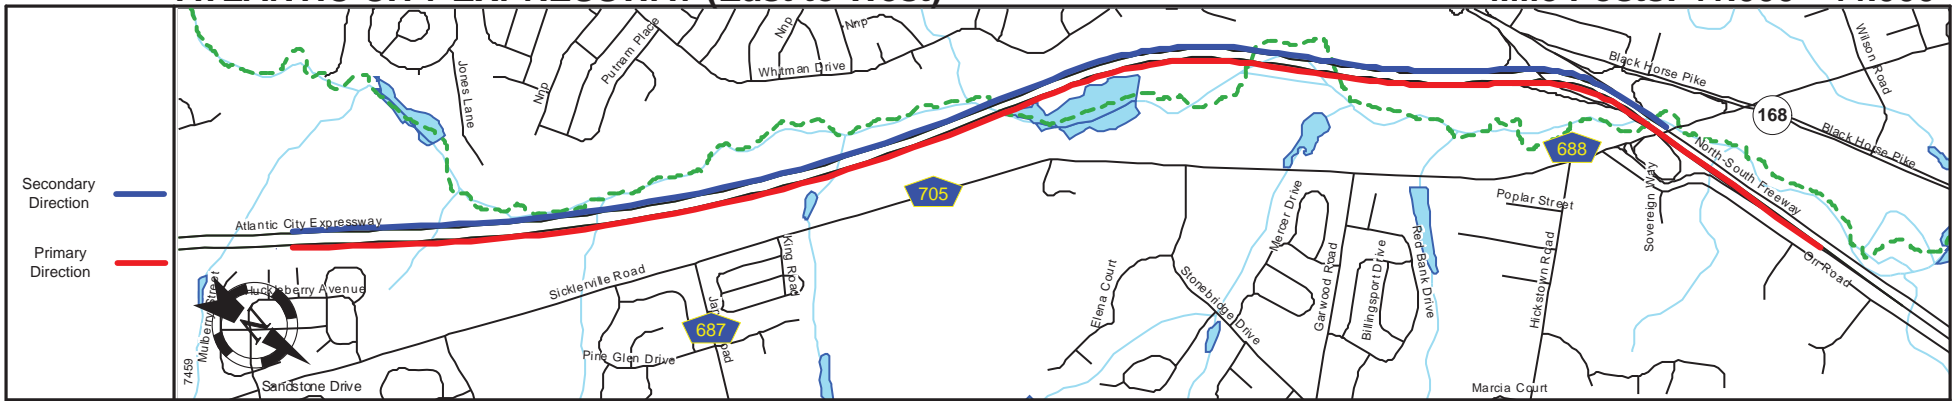 Secondary
Direction
Primary
Direction
Jones Lane
Nnp
Putnam Place
Nnp
Nnp
Whitman Drive
Black Horse Pike
Wilson Road
168
Black Horse Pike
688
North-South Freeway
705
Atlantic City Expressway
Poplar Street
Sovereign Way
Mercer Drive
Red Bank Drive
King Road
Sicklerville Road
Huckleberry Avenue
Mulberry Street
N
687
Elena Court
Stonebridge Drive
Garwood Road
Billingsport Drive
Hickstown Road
Orr Road
Pine Glen Drive
7459
Sandstone Drive
Marcia Court